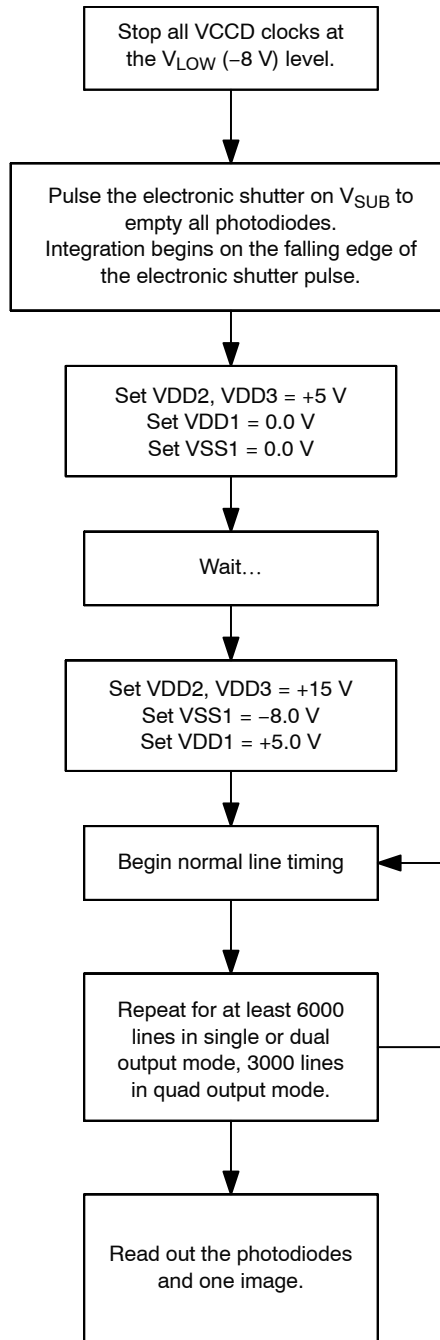 Stop all VCCD clocks at
the VLOW (−8 V) level.
Pulse the electronic shutter on VSUB to
empty all photodiodes.
Integration begins on the falling edge of
the electronic shutter pulse.
Set VDD2, VDD3 = +5 V
Set VDD1 = 0.0 V
Set VSS1 = 0.0 V
Wait…
Set VDD2, VDD3 = +15 V
Set VSS1 = −8.0 V
Set VDD1 = +5.0 V
Begin normal line timing
Repeat for at least 6000
lines in single or dual
output mode, 3000 lines
in quad output mode.
Read out the photodiodes
and one image.